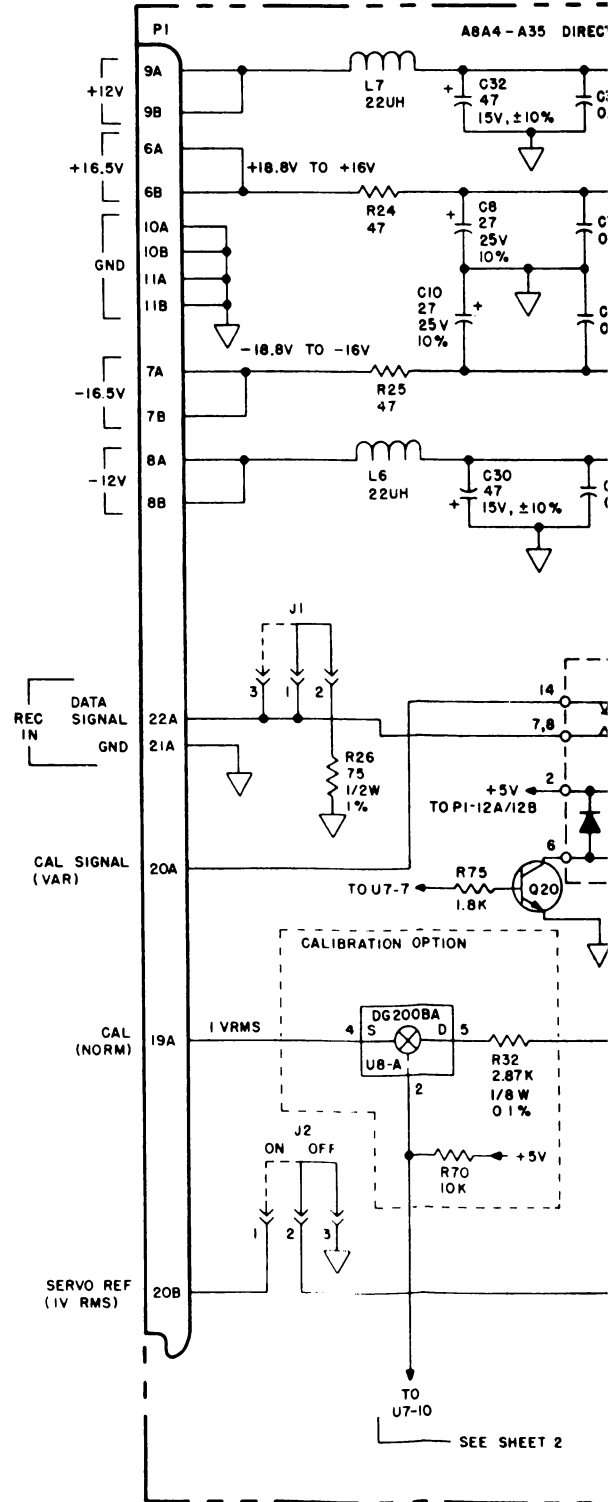 P1
A8A4-A35 DIRECT
+12V
9A
9B
L7
22UH
+
C32
47
15V, ±10%
+16.5V
6A
6B
+18.8V TO +16V
R24
47
+
C8
27
25V
10%
GND
10A
10B
11A
11B
C10
27
25V
10%
+
-16.5V
7A
7B
-18.8V TO -16V
R25
47
-12V
8A
8B
L6
22UH
+
C30
47
15V, ±10%
J1
3
1
2
REC
IN
DATA
SIGNAL
22A
GND
21A
R26
75
1/2W
1%
14
7,8
+5V
2
TO P1-12A/12B
6
CAL SIGNAL
(VAR)
20A
TO U7-7
R75
1.8K
Q20
CALIBRATION OPTION
CAL
(NORM)
19A
1 VRMS
DG200BA
4
S
D
5
U8-A
2
R32
2.87K
1/8W
0.1%
R70
10K
+5V
J2
ON
OFF
1
2
3
SERVO REF
(1V RMS)
20B
TO
U7-10
SEE SHEET 2